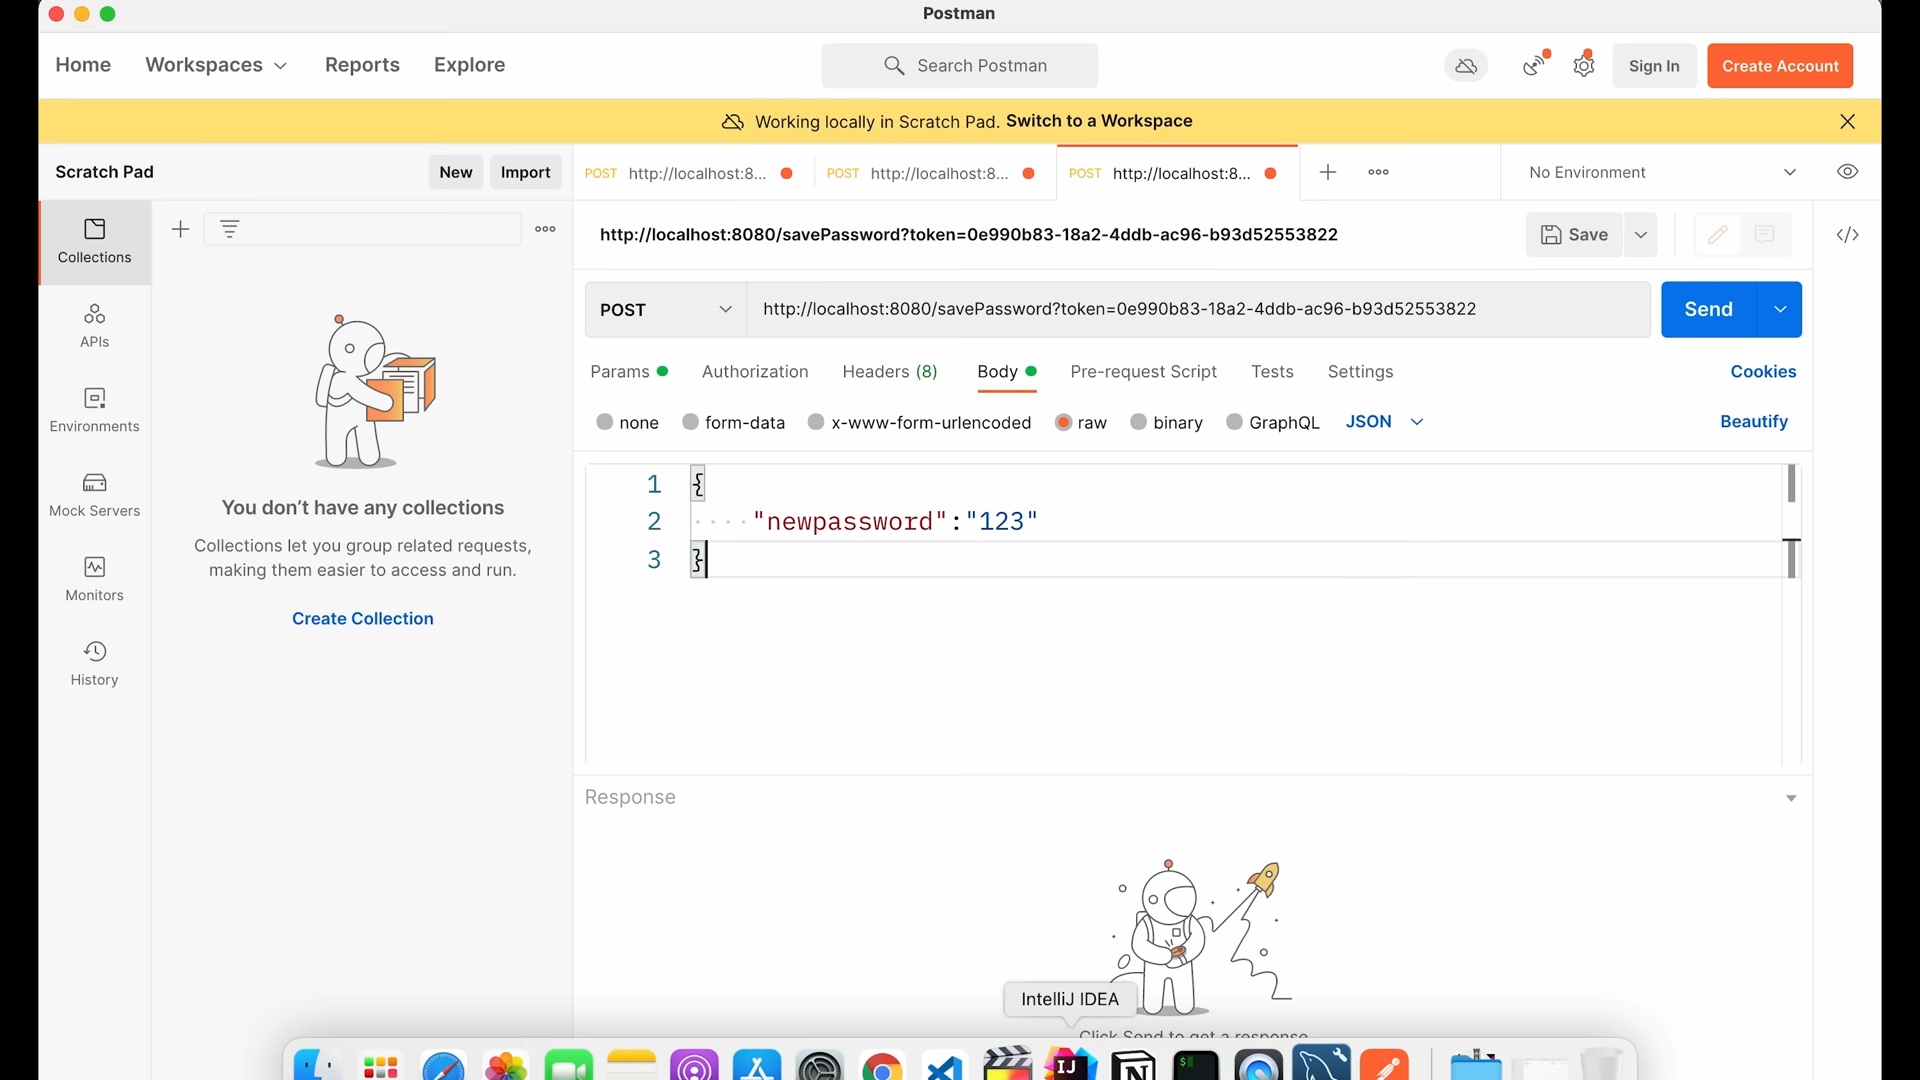 Postman
Home Workspaces Reports Explore
Search Postman
Sign In
Create Account
Working locally in Scratch Pad. Switch to a Workspace
Scratch Pad
New
Import
POST http://localhost:8...
POST http://localhost:8...
POST http://localhost:8...
No Environment
Collections
APIs
Environments
Mock Servers
Monitors
History
You don’t have any collections
Collections let you group related requests,
making them easier to access and run.
Create Collection
http://localhost:8080/savePassword?token=0e990b83-18a2-4ddb-ac96-b93d52553822
Save
POST
http://localhost:8080/savePassword?token=0e990b83-18a2-4ddb-ac96-b93d52553822
Send
Params Authorization Headers (8) Body Pre-request Script Tests Settings
Cookies
none form-data x-www-form-urlencoded raw binary GraphQL JSON
Beautify
1 {
2 "newpassword":"123"
3 }
Response
Click Send to get a response
IntelliJ IDEA
IJ